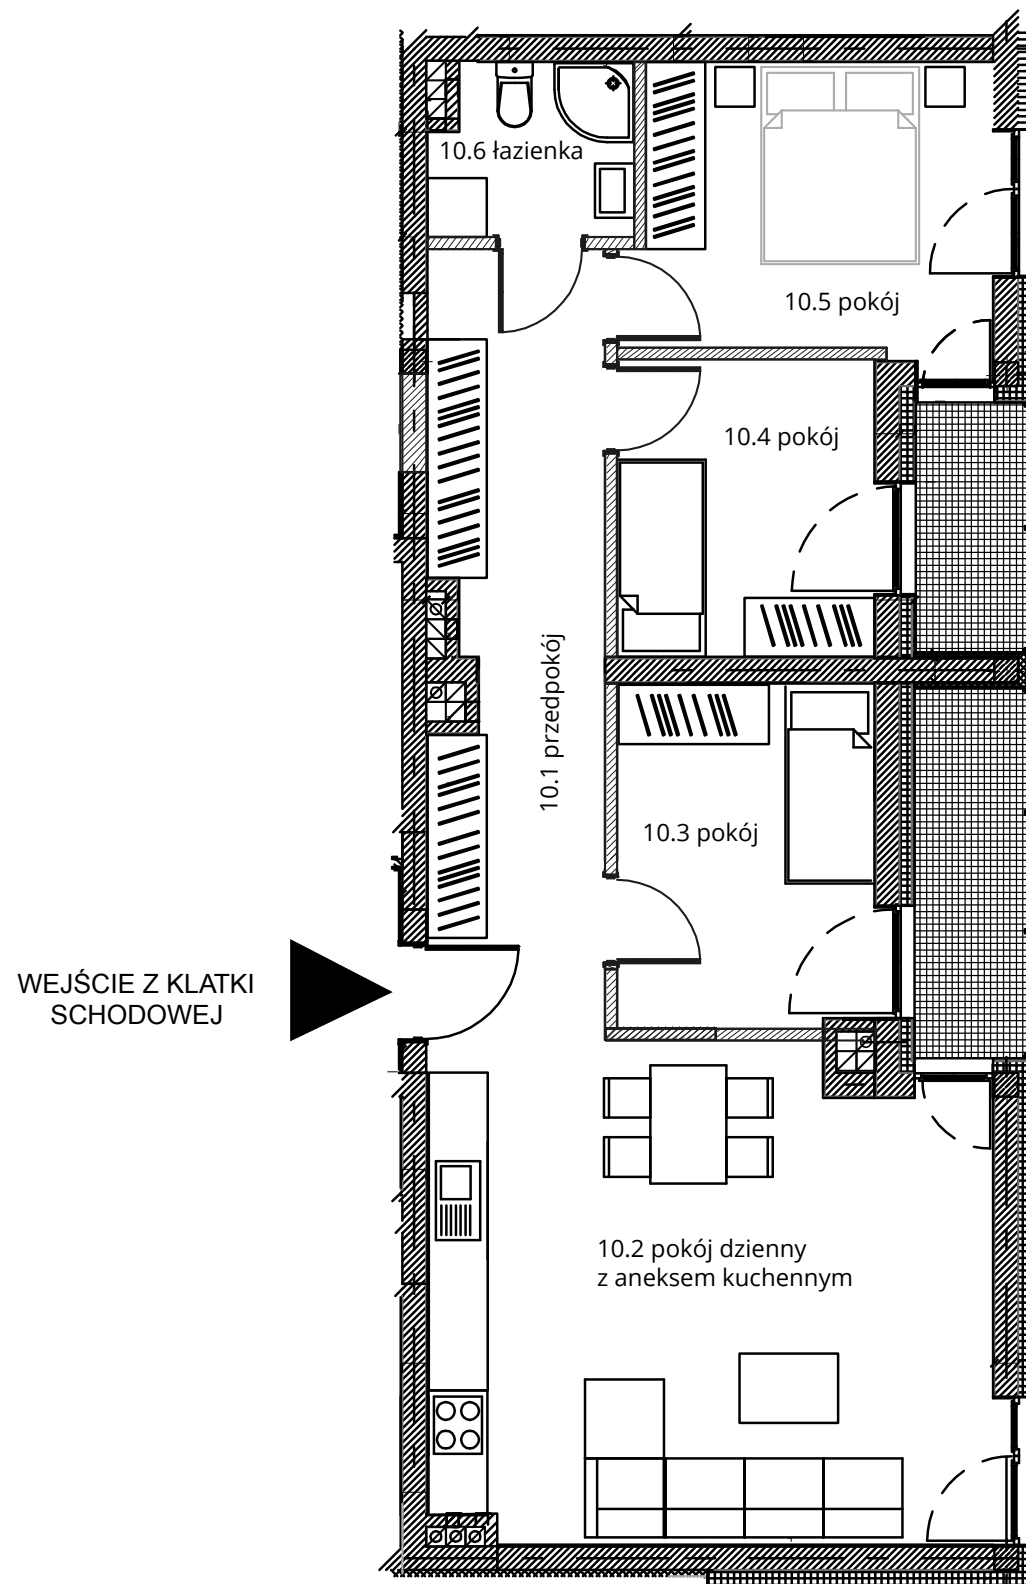 10.6 łazienka
10.5 pokój
10.4 pokój
10.1 przedpokój
10.3 pokój
WEJŚCIE Z KLATKI
SCHODOWEJ
10.2 pokój dzienny
z aneksem kuchennym